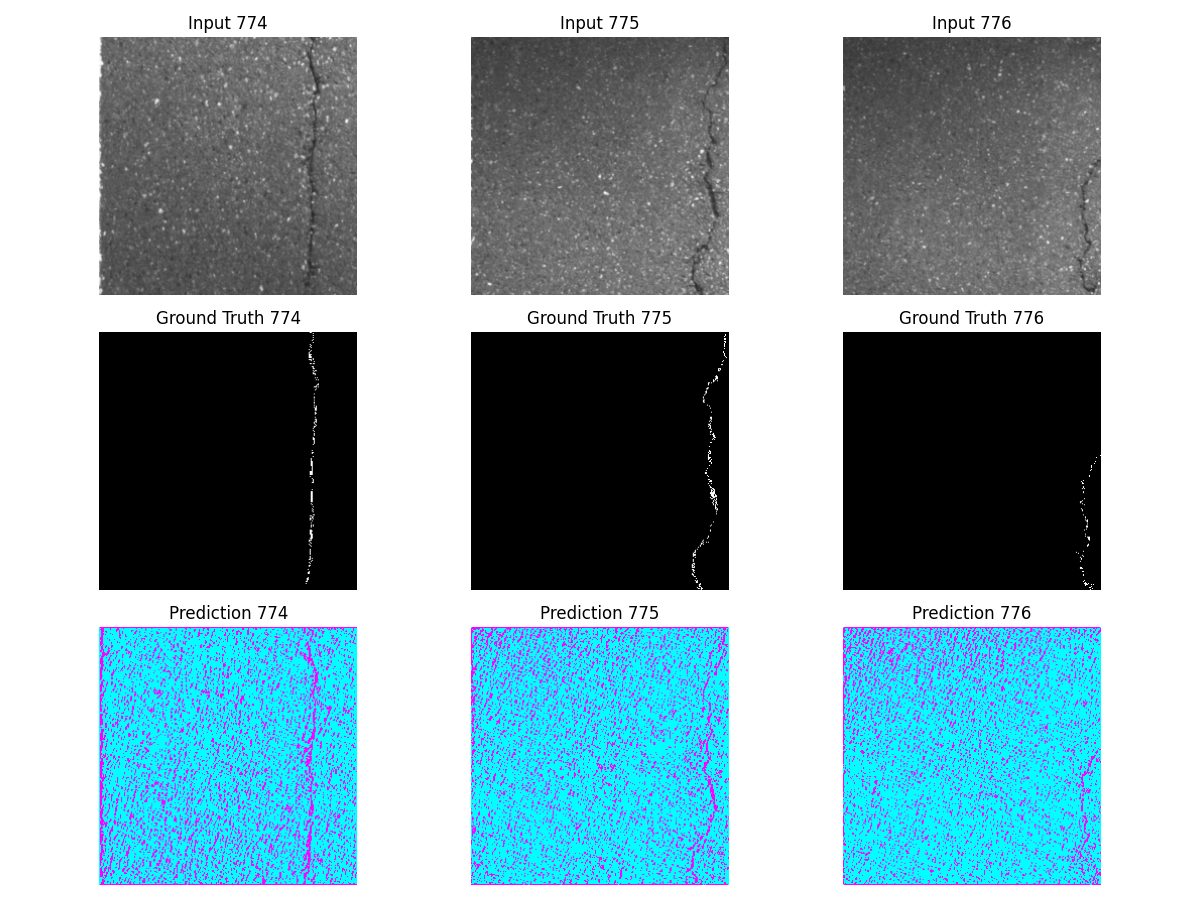 Input 774
Input 775
Input 776
Ground Truth 774
Ground Truth 775
Ground Truth 776
Prediction 774
Prediction 775
Prediction 776